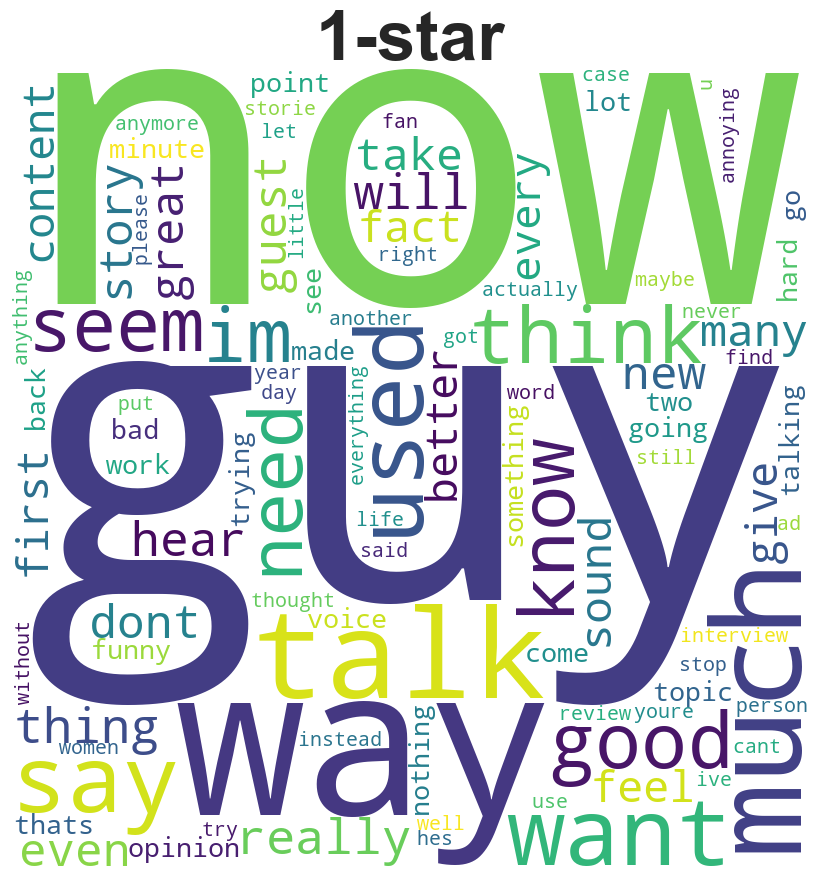 1-star
now
content
point
storie
let
case
lot
u
annoying
anymore
minute
fan
take
will
fact
right
story
please
great
guest
little
see
every
actually
maybe
hard
go
anything
seem
im
made
another
used
got
think
never
many
find
back
year
day
everything
better
word
new
two
going
still
talking
put
bad
work
guy
first
trying
need
hear
life
said
something
know
sound
give
ad
much
dont
funny
thought
voice
talk
come
interview
stop
topic
person
without
thing
women
way
instead
nothing
review
youre
good
cant
say
feel
ive
thats
even
opinion
try
really
well
hes
use
want